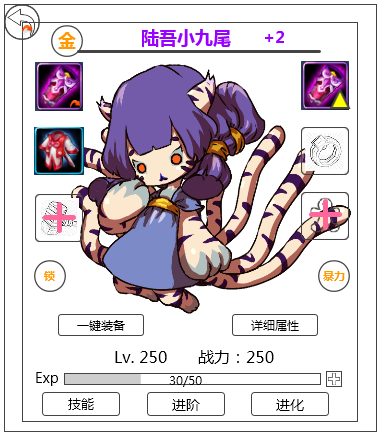 金
陆吾小九尾 +2
锁
暴力
一键装备
详细属性
Lv. 250 战力：250
Exp 30/50
技能
进阶
进化